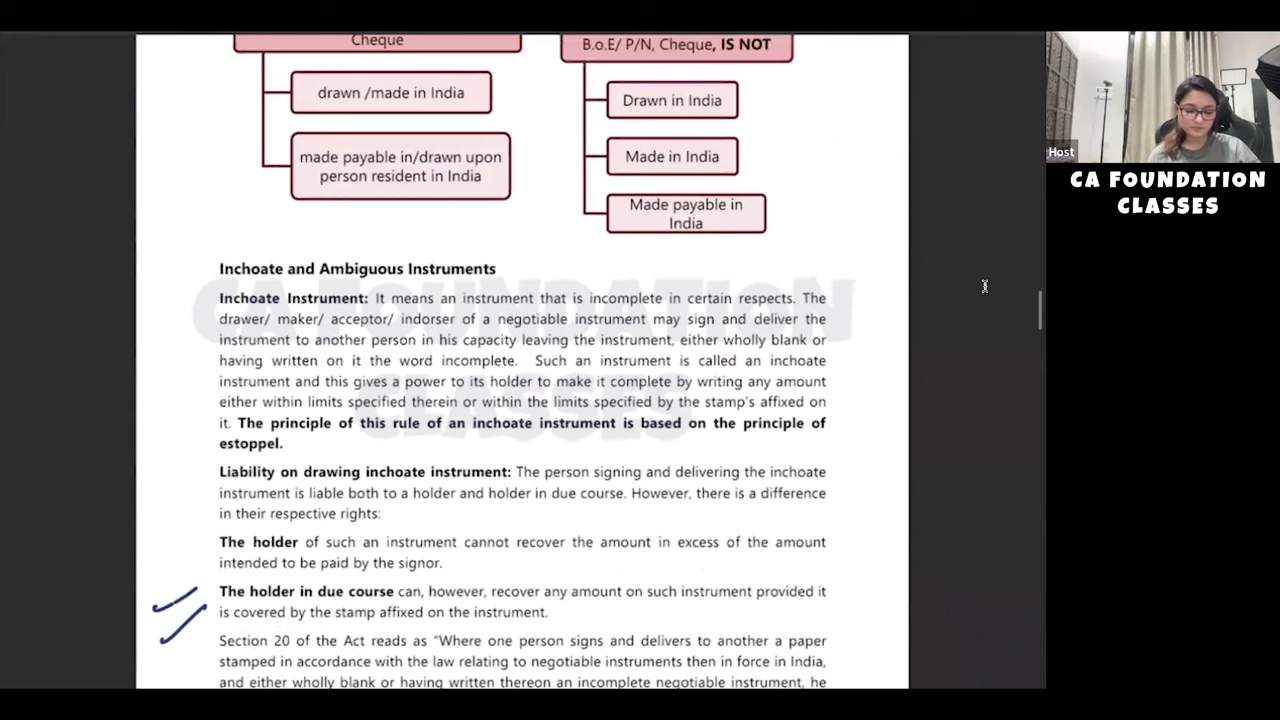 Cheque
B.o.E/ P/N, Cheque, IS NOT
drawn /made in India
Drawn in India
made payable in/drawn upon
person resident in India
Made in India
Made payable in
India
Host
CA FOUNDATION
CLASSES
Inchoate and Ambiguous Instruments
Inchoate Instrument: It means an instrument that is incomplete in certain respects. The
drawer/ maker/ acceptor/ indorser of a negotiable instrument may sign and deliver the
instrument to another person in his capacity leaving the instrument, either wholly blank or
having written on it the word incomplete. Such an instrument is called an inchoate
instrument and this gives a power to its holder to make it complete by writing any amount
either within limits specified therein or within the limits specified by the stamp's affixed on
it. The principle of this rule of an inchoate instrument is based on the principle of
estoppel.
Liability on drawing inchoate instrument: The person signing and delivering the inchoate
instrument is liable both to a holder and holder in due course. However, there is a difference
in their respective rights:
The holder of such an instrument cannot recover the amount in excess of the amount
intended to be paid by the signor.
The holder in due course can, however, recover any amount on such instrument provided it
is covered by the stamp affixed on the instrument.
Section 20 of the Act reads as "Where one person signs and delivers to another a paper
stamped in accordance with the law relating to negotiable instruments then in force in India,
and either wholly blank or having written thereon an incomplete negotiable instrument, he
CA FOUNDATION
CLASSES